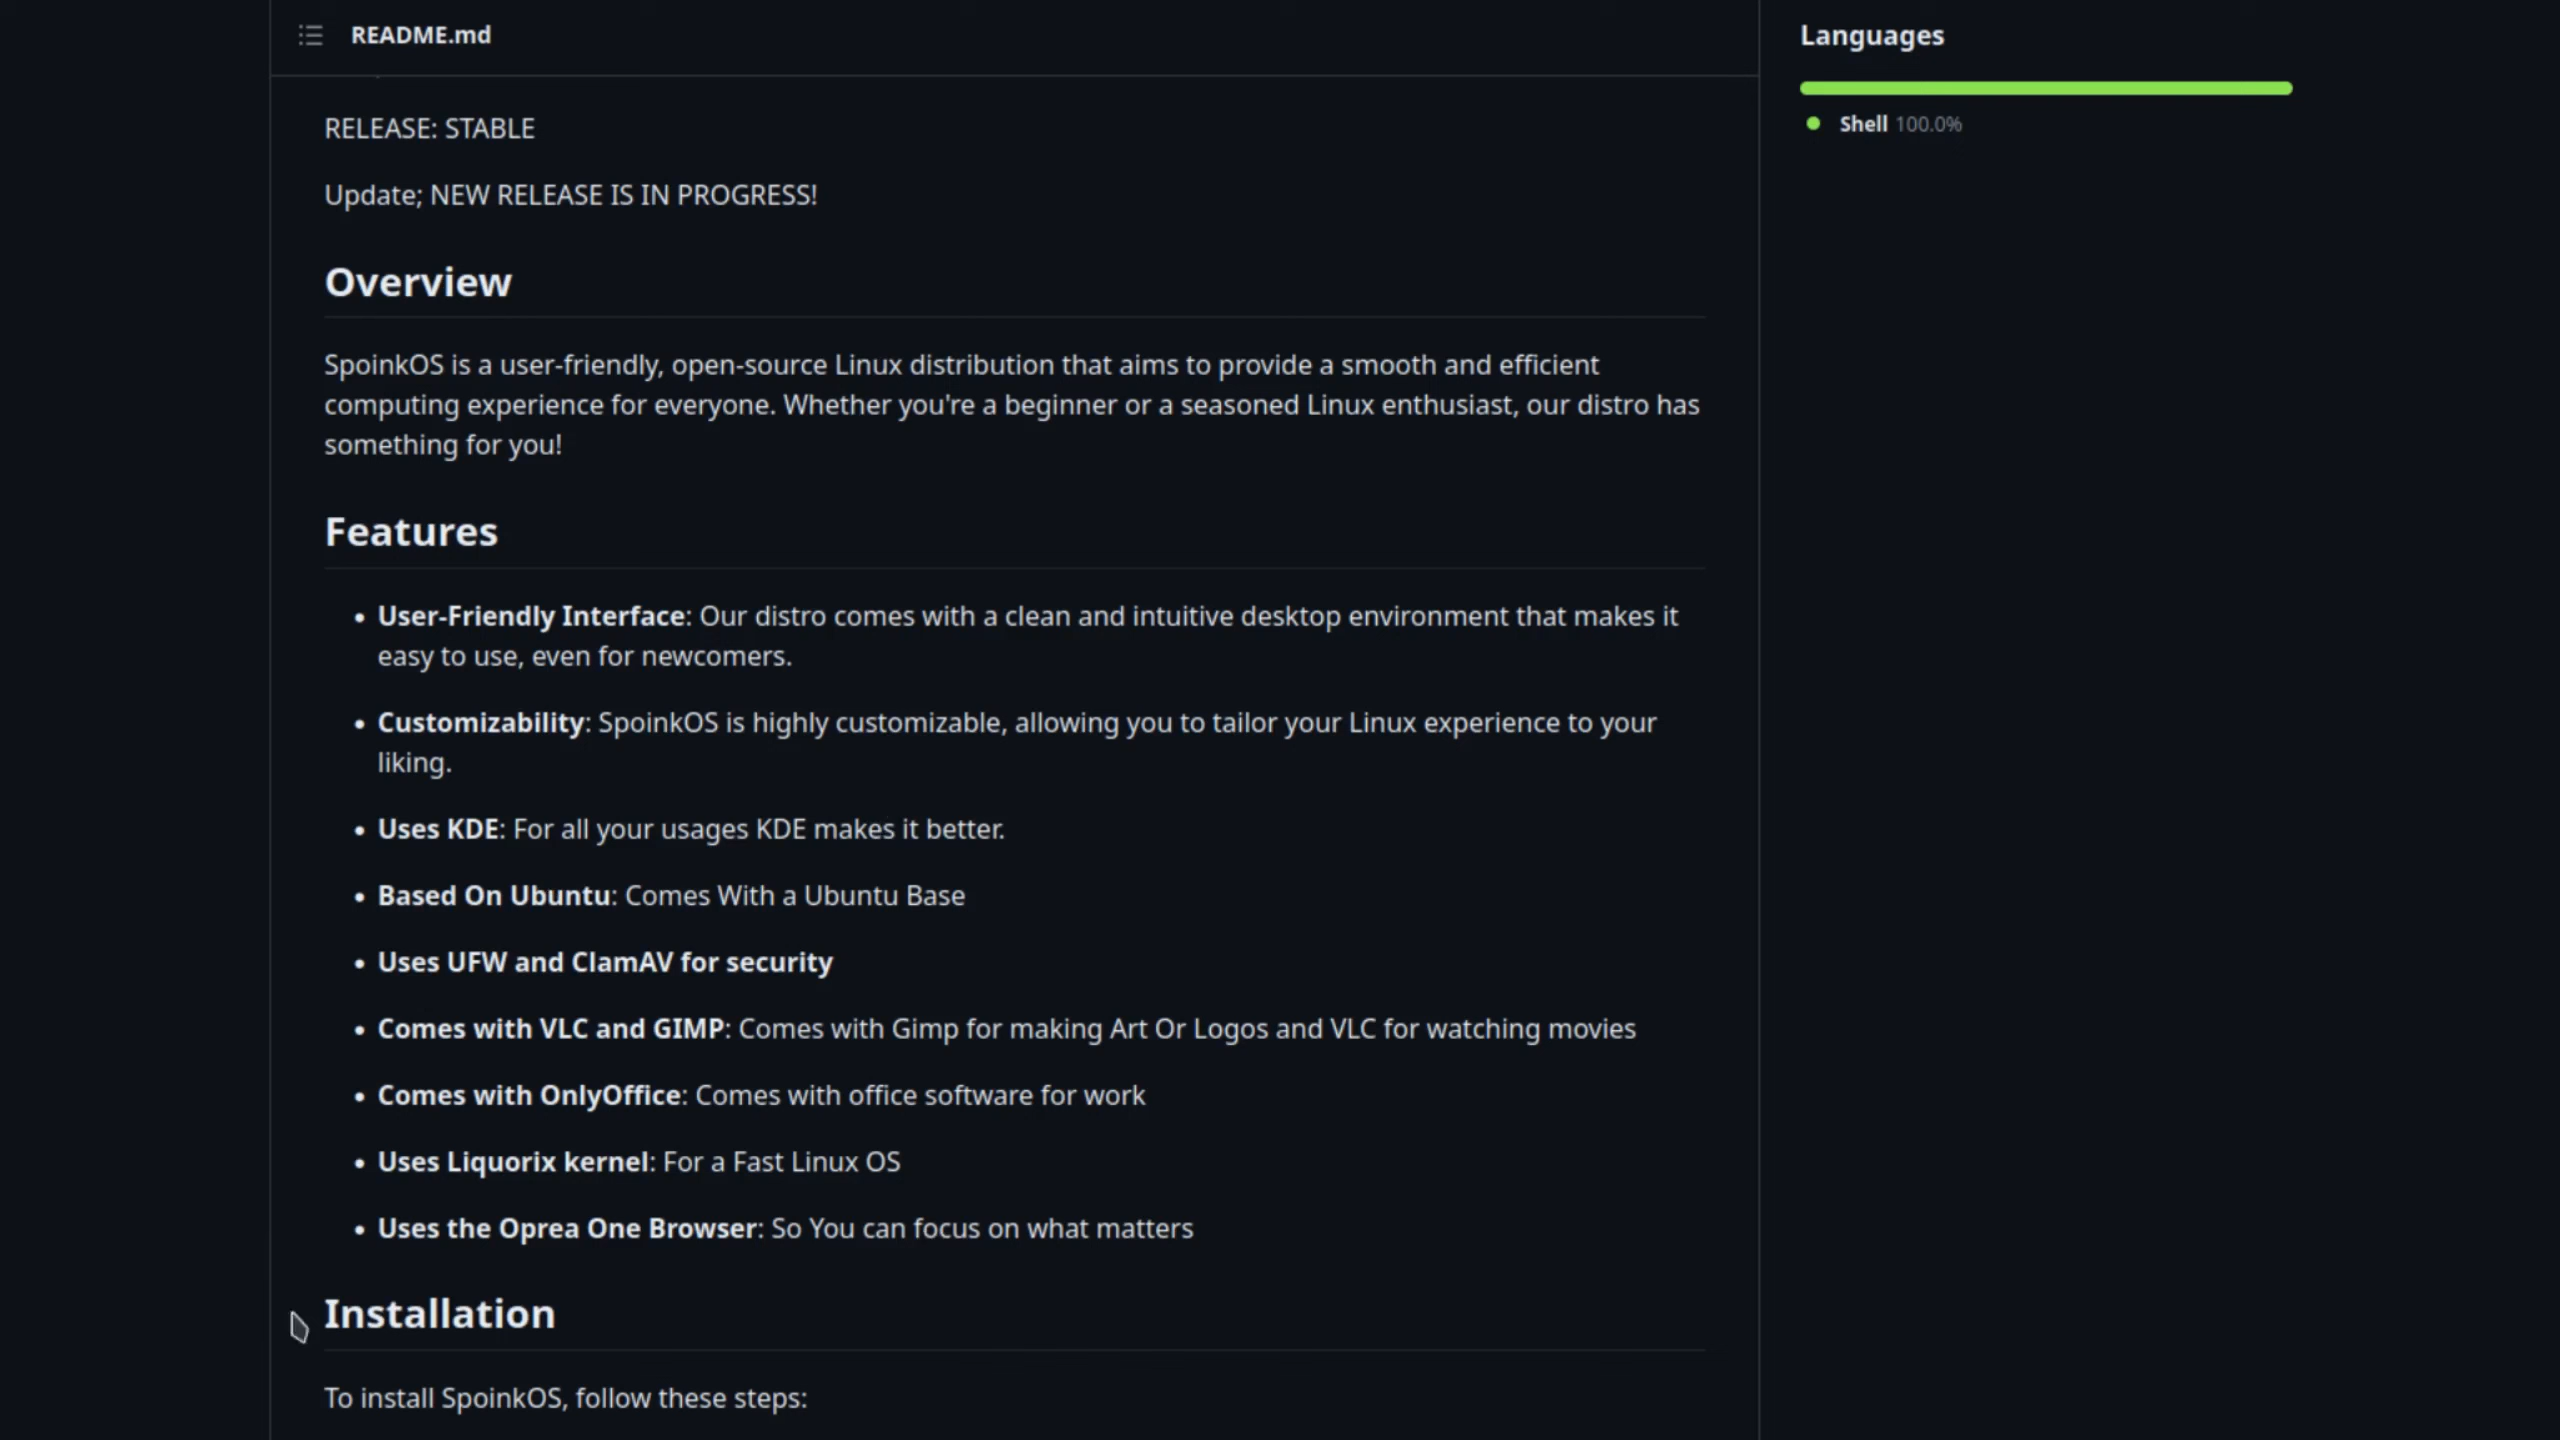 README.md
RELEASE: STABLE
Update; NEW RELEASE IS IN PROGRESS!
Overview
SpoinkOS is a user-friendly, open-source Linux distribution that aims to provide a smooth and efficient
computing experience for everyone. Whether you're a beginner or a seasoned Linux enthusiast, our distro has
something for you!
Features
• User-Friendly Interface: Our distro comes with a clean and intuitive desktop environment that makes it
easy to use, even for newcomers.
• Customizability: SpoinkOS is highly customizable, allowing you to tailor your Linux experience to your
liking.
• Uses KDE: For all your usages KDE makes it better.
• Based On Ubuntu: Comes With a Ubuntu Base
• Uses UFW and ClamAV for security
• Comes with VLC and GIMP: Comes with Gimp for making Art Or Logos and VLC for watching movies
• Comes with OnlyOffice: Comes with office software for work
• Uses Liquorix kernel: For a Fast Linux OS
• Uses the Oprea One Browser: So You can focus on what matters
Installation
To install SpoinkOS, follow these steps:
Languages
Shell 100.0%